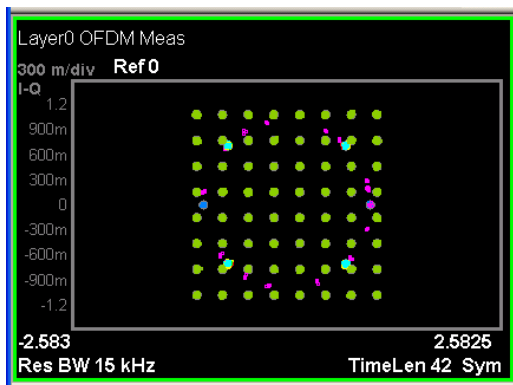 Layer0 OFDM Meas
300 m/div Ref 0
I-Q
1.2
900m
600m
300m
0
-300m
-600m
-900m
-1.2
-2.583 2.5825
Res BW 15 kHz TimeLen 42 Sym